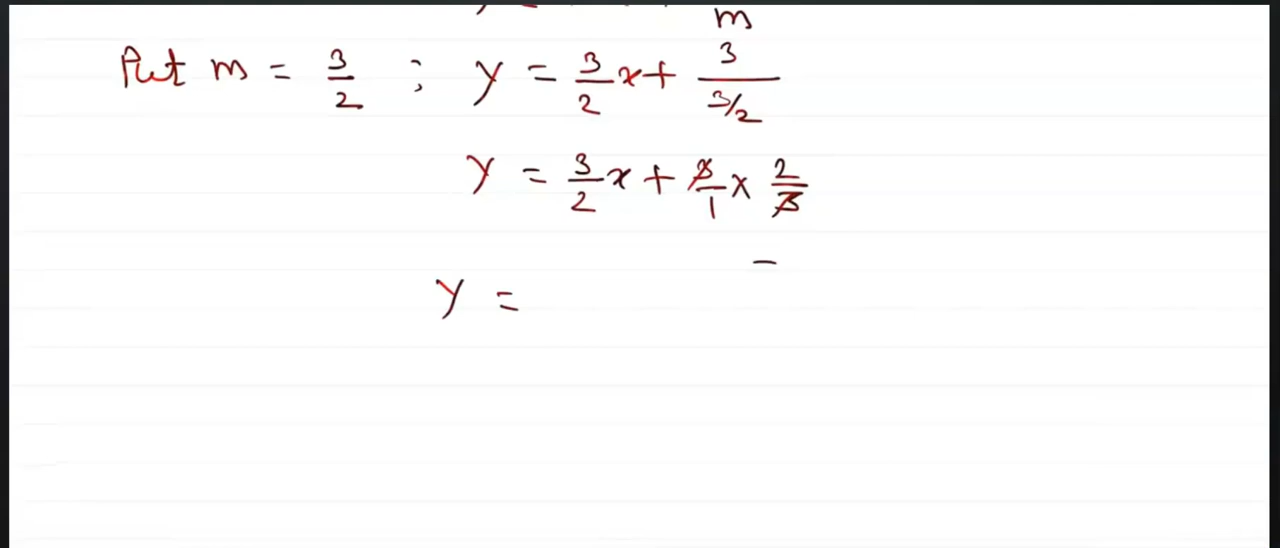 m
Put m = 3/2 ; y = 3/2 x + 3/(3/2)
y = 3/2 x + 3/1 x 2/3
y =